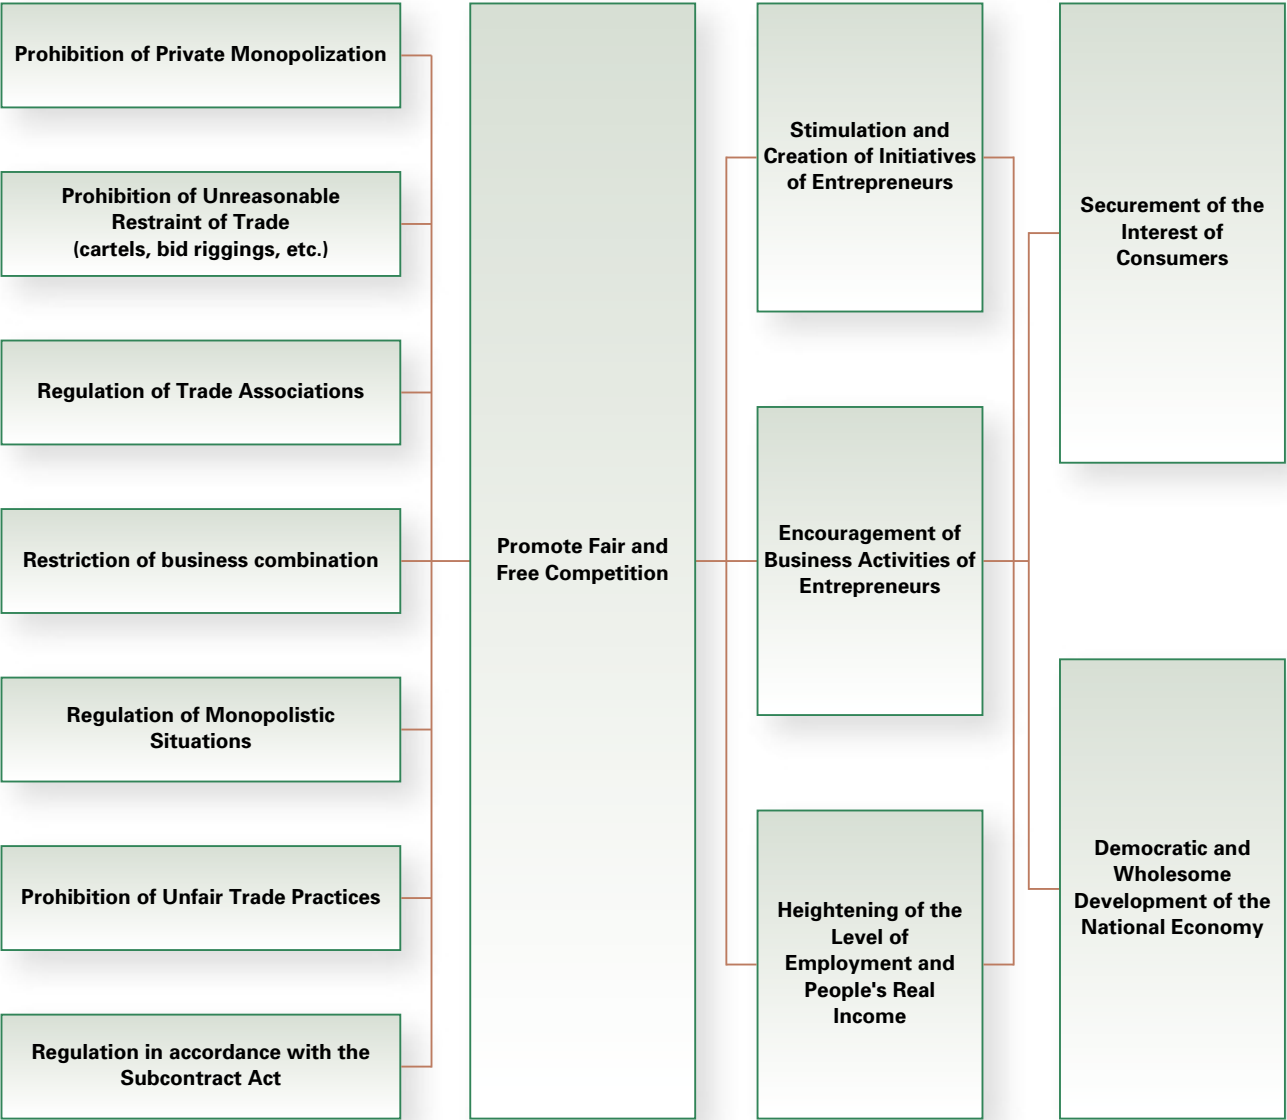 Prohibition of Private Monopolization
Prohibition of Unreasonable
Restraint of Trade
(cartels, bid riggings, etc.)
Regulation of Trade Associations
Restriction of business combination
Regulation of Monopolistic
Situations
Prohibition of Unfair Trade Practices
Regulation in accordance with the
Subcontract Act
Promote Fair and
Free Competition
Stimulation and
Creation of Initiatives
of Entrepreneurs
Encouragement of
Business Activities of
Entrepreneurs
Heightening of the
Level of
Employment and
People's Real
Income
Securement of the
Interest of
Consumers
Democratic and
Wholesome
Development of the
National Economy